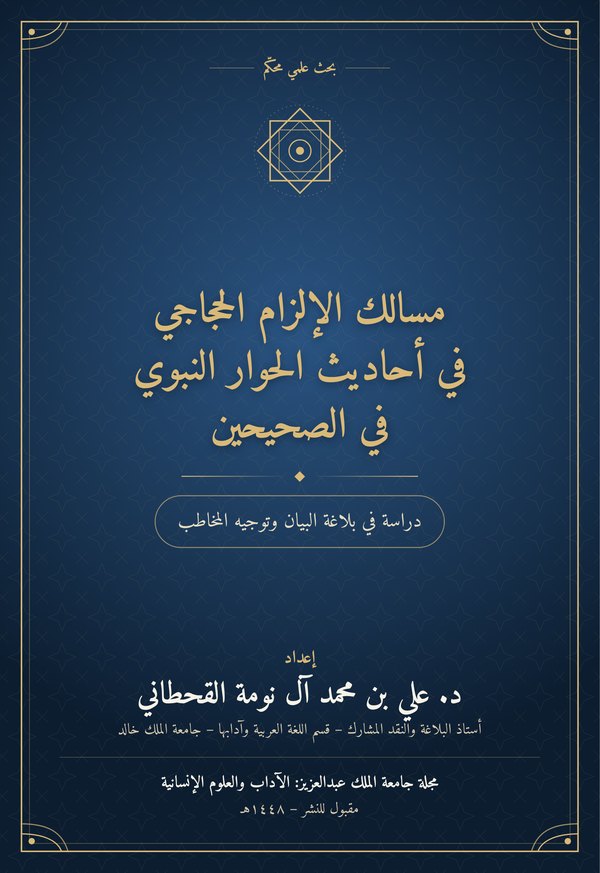 بحث علمي محكّم
مسالك الإلزام الحجاجي
في أحاديث الحوار النبوي
في الصحيحين
دراسة في بلاغة البيان وتوجيه المخاطب
إعداد
د. علي بن محمد آل نومة القحطاني
أستاذ البلاغة والنقد المشارك – قسم اللغة العربية وآدابها – جامعة الملك خالد
مجلة جامعة الملك عبدالعزيز: الآداب والعلوم الإنسانية
مقبول للنشر – ١٤٤٨هـ